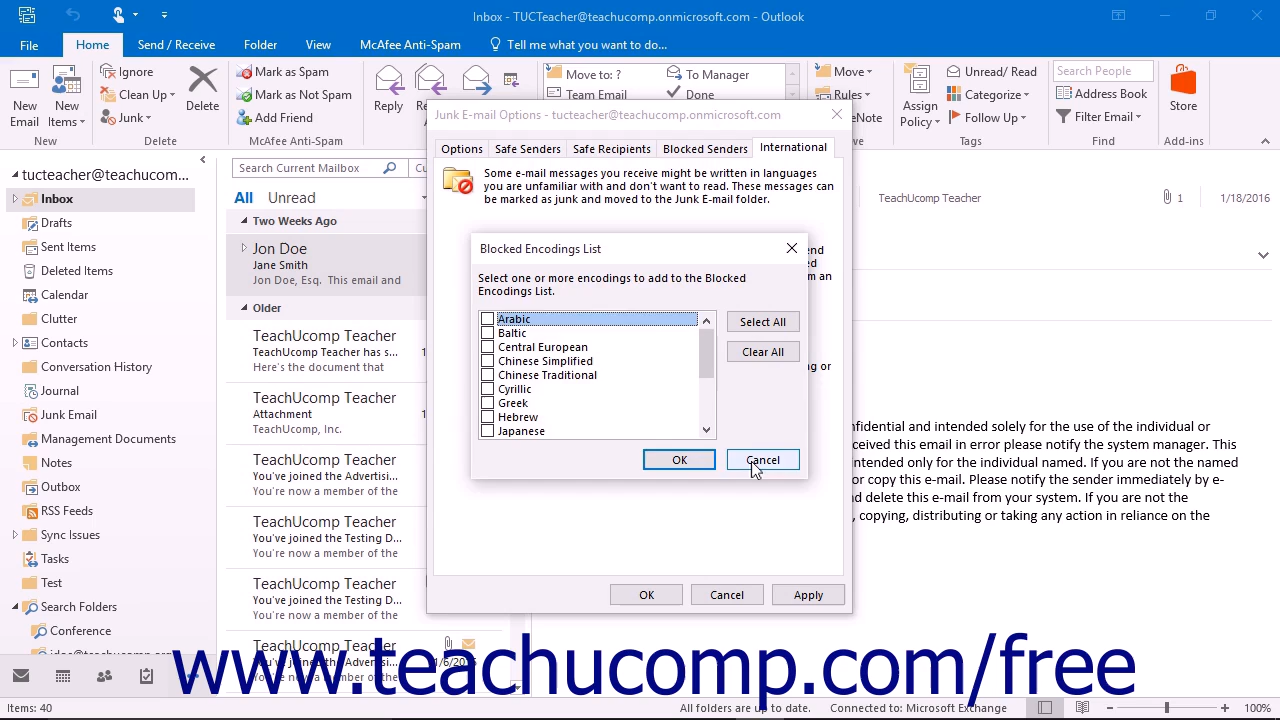 Inbox - TUCTeacher@teachucomp.onmicrosoft.com - Outlook
File
Home
Send / Receive
Folder
View
McAfee Anti-Spam
Tell me what you want to do...
New
Email
New
Items
New
Ignore
Clean Up
Junk
Delete
Delete
Mark as Spam
Mark as Not Spam
Add Friend
McAfee Anti-Spam
Reply
Move to: ?
Team Email
To Manager
Done
Move
Rules
Assign
Policy
Unread/ Read
Categorize
Follow Up
Tags
Search People
Address Book
Filter Email
Find
Store
Add-ins
tucteacher@teachucomp...
Inbox
Drafts
Sent Items
Deleted Items
Calendar
Clutter
Contacts
Conversation History
Journal
Junk Email
Management Documents
Notes
Outbox
RSS Feeds
Sync Issues
Tasks
Test
Search Folders
Conference
Search Current Mailbox
All
Unread
Two Weeks Ago
Jon Doe
Jane Smith
Jon Doe, Esq. This email and
Older
TeachUcomp Teacher
TeachUcomp Teacher has s...
Here's the document that
TeachUcomp Teacher
Attachment
TeachUcomp, Inc.
TeachUcomp Teacher
You've joined the Advertisi...
You're now a member of the
TeachUcomp Teacher
You've joined the Testing D...
You're now a member of the
TeachUcomp Teacher
You've joined the Testing D...
You're now a member of the
TeachUcomp Teacher
Junk E-mail Options - tucteacher@teachucomp.onmicrosoft.com
Options
Safe Senders
Safe Recipients
Blocked Senders
International
Some e-mail messages you receive might be written in languages
you are unfamiliar with and don't want to read. These messages can
be marked as junk and moved to the Junk E-mail folder.
Blocked Encodings List
Select one or more encodings to add to the Blocked
Encodings List.
Arabic
Baltic
Central European
Chinese Simplified
Chinese Traditional
Cyrillic
Greek
Hebrew
Japanese
Select All
Clear All
OK
Cancel
OK
Cancel
Apply
TeachUcomp Teacher
1
1/18/2016
confidential and intended solely for the use of the individual or
received this email in error please notify the system manager. This
intended only for the individual named. If you are not the named
or copy this e-mail. Please notify the sender immediately by e-
and delete this e-mail from your system. If you are not the
, copying, distributing or taking any action in reliance on the
www.teachucomp.com/free
Items: 40
All folders are up to date.
Connected to: Microsoft Exchange
100%